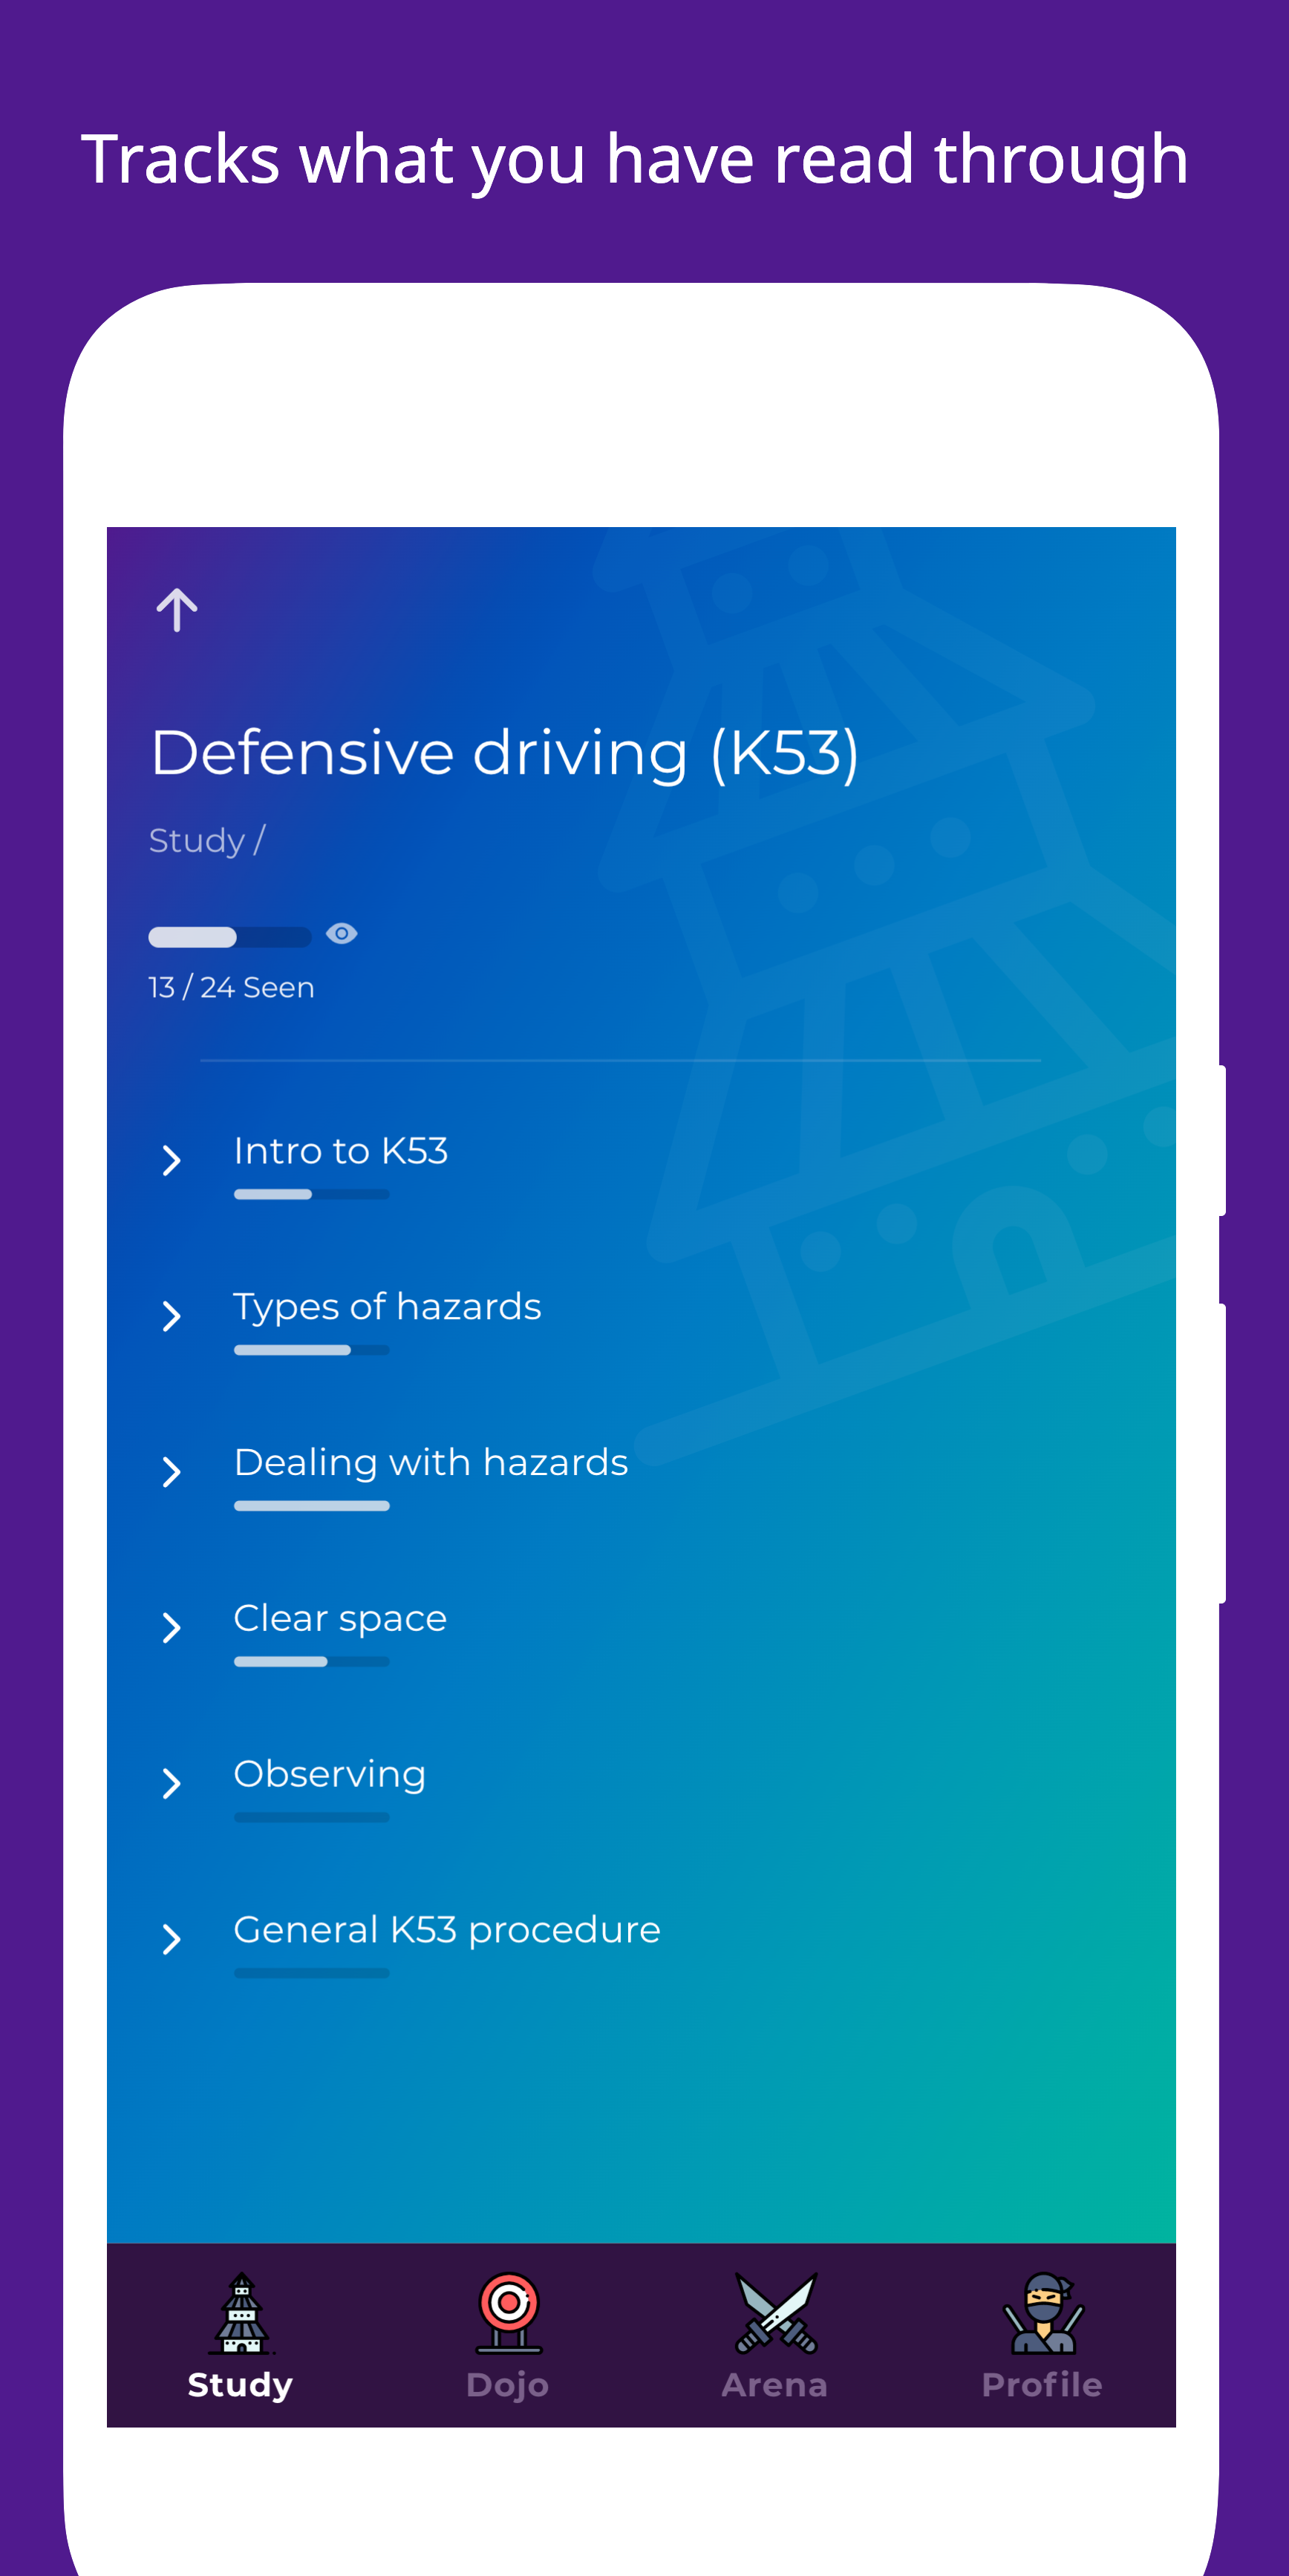 Tracks what you have read through
Defensive driving (K53)
Study /
13 / 24 Seen
Intro to K53
Types of hazards
Dealing with hazards
Clear space
Observing
General K53 procedure
Study
Dojo
Arena
Profile